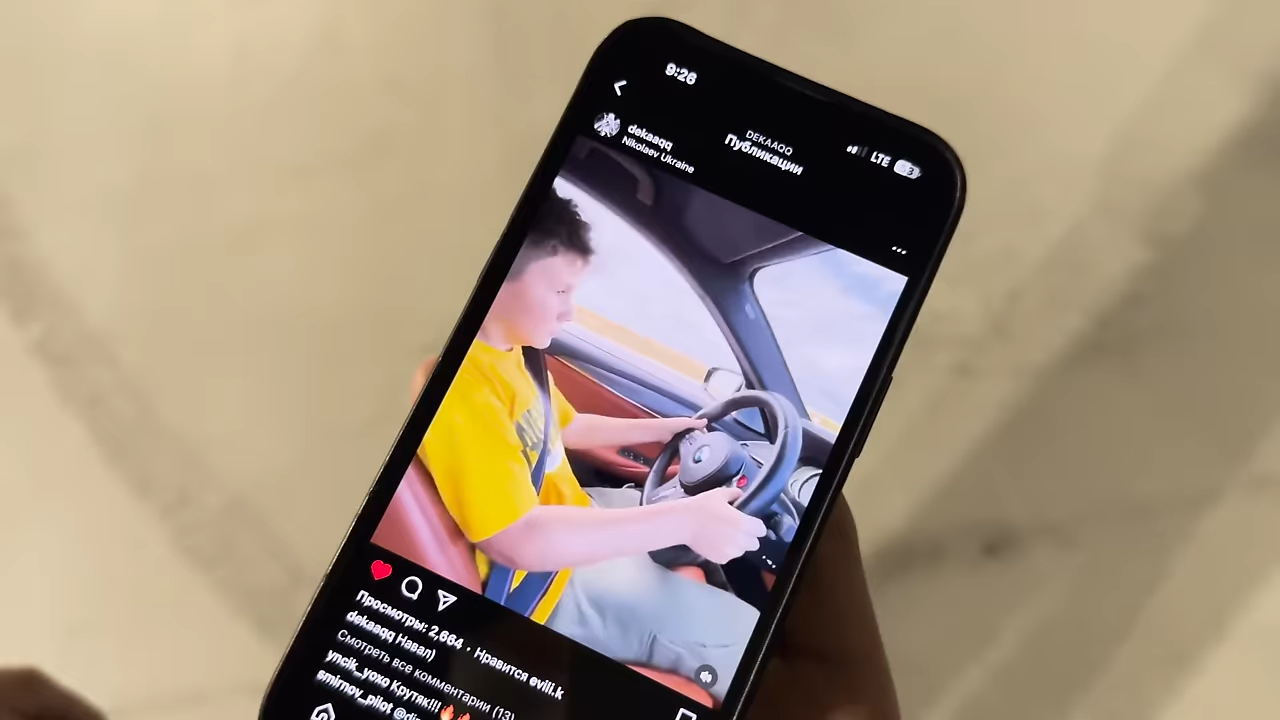 9:26
LTE
DEKAAQQ
Публикации
dekaaqq
Nikolaev Ukraine
Просмотры: 2,664 · Нравится evili.k
dekaaqq Навал)
Смотреть все комментарии (13)
yncik_yoko Крутяк!!! 🔥🔥
smirnov_pilot